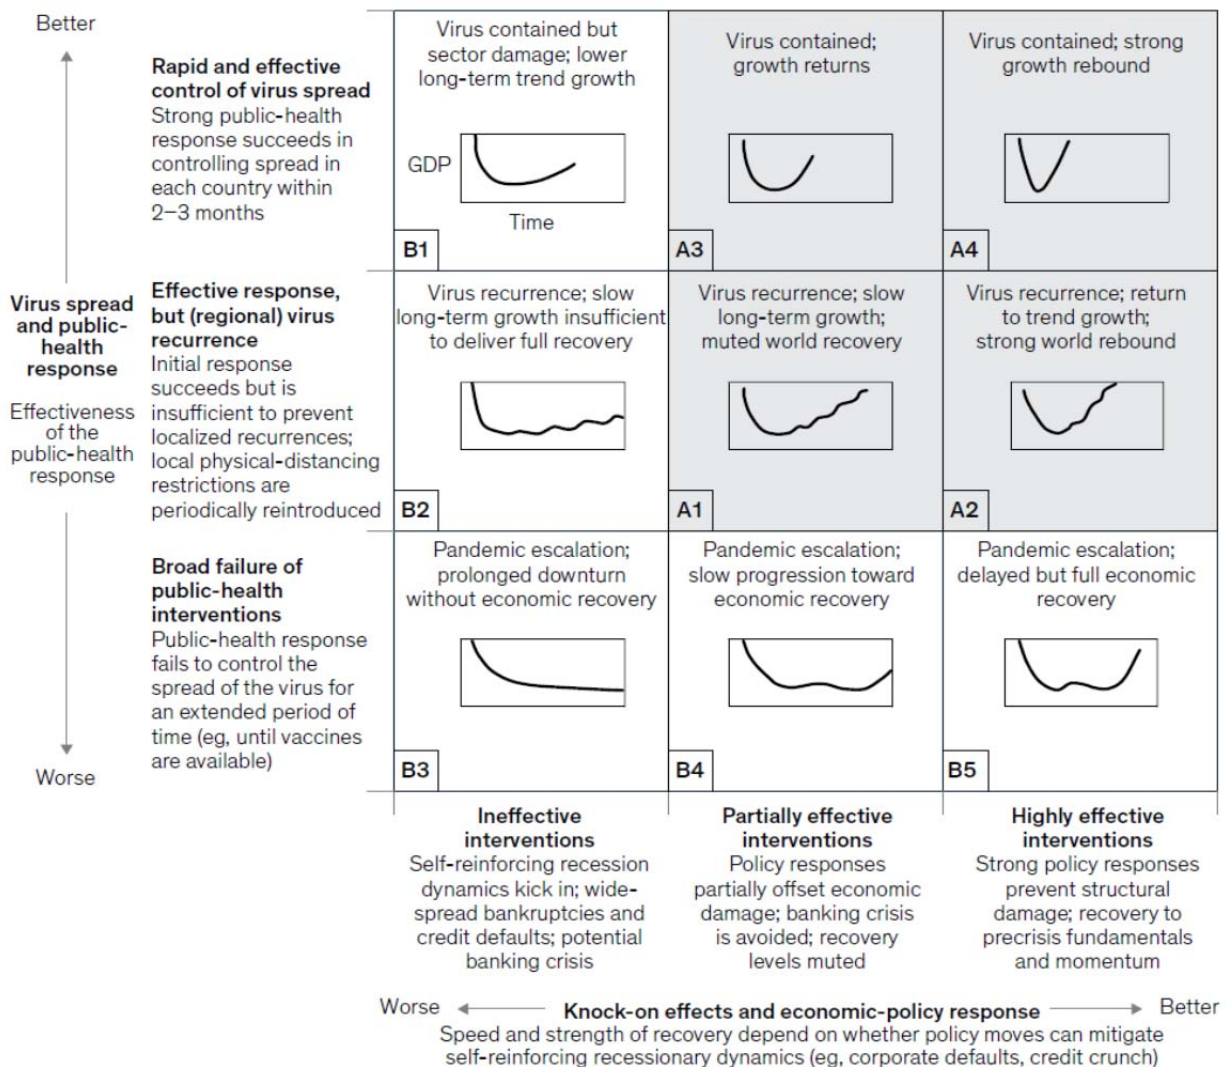 Better
Rapid and effective
control of virus spread
Strong public-health
response succeeds in
controlling spread in
each country within
2–3 months
Virus contained but
sector damage; lower
long-term trend growth
GDP
Time
B1
Virus contained;
growth returns
A3
Virus contained; strong
growth rebound
A4
Virus spread
and public-
health
response
Effectiveness
of the
public-health
response
Effective response,
but (regional) virus
recurrence
Initial response
succeeds but is
insufficient to prevent
localized recurrences;
local physical-distancing
restrictions are
periodically reintroduced
Virus recurrence; slow
long-term growth insufficient
to deliver full recovery
B2
Virus recurrence; slow
long-term growth;
muted world recovery
A1
Virus recurrence; return
to trend growth;
strong world rebound
A2
Broad failure of
public-health
interventions
Public-health response
fails to control the
spread of the virus for
an extended period of
time (eg, until vaccines
are available)
Worse
Pandemic escalation;
prolonged downturn
without economic recovery
B3
Pandemic escalation;
slow progression toward
economic recovery
B4
Pandemic escalation;
delayed but full economic
recovery
B5
Ineffective
interventions
Self-reinforcing recession
dynamics kick in; wide-
spread bankruptcies and
credit defaults; potential
banking crisis
Partially effective
interventions
Policy responses
partially offset economic
damage; banking crisis
is avoided; recovery
levels muted
Highly effective
interventions
Strong policy responses
prevent structural
damage; recovery to
precrisis fundamentals
and momentum
Worse
Knock-on effects and economic-policy response
Better
Speed and strength of recovery depend on whether policy moves can mitigate
self-reinforcing recessionary dynamics (eg, corporate defaults, credit crunch)